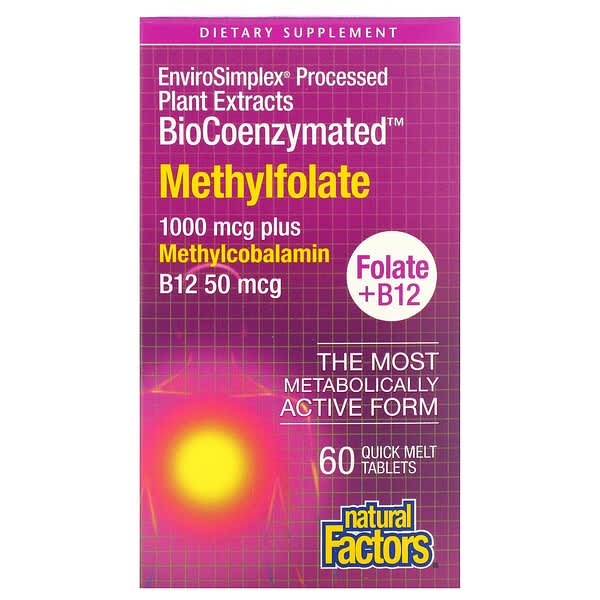 DIETARY SUPPLEMENT
EnviroSimplex® Processed
Plant Extracts
BioCoenzymated™
Methylfolate
1000 mcg plus
Methylcobalamin
B12 50 mcg
Folate
+B12
THE MOST
METABOLICALLY
ACTIVE FORM
60 QUICK MELT
TABLETS
natural
Factors®